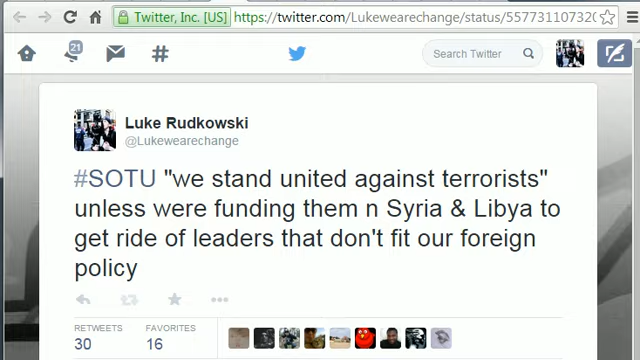 Twitter, Inc. [US] https://twitter.com/Lukewearechange/status/55773110732
21
Search Twitter
Luke Rudkowski
@Lukewearechange
#SOTU "we stand united against terrorists"
unless were funding them n Syria & Libya to
get ride of leaders that don't fit our foreign
policy
RETWEETS FAVORITES
30 16